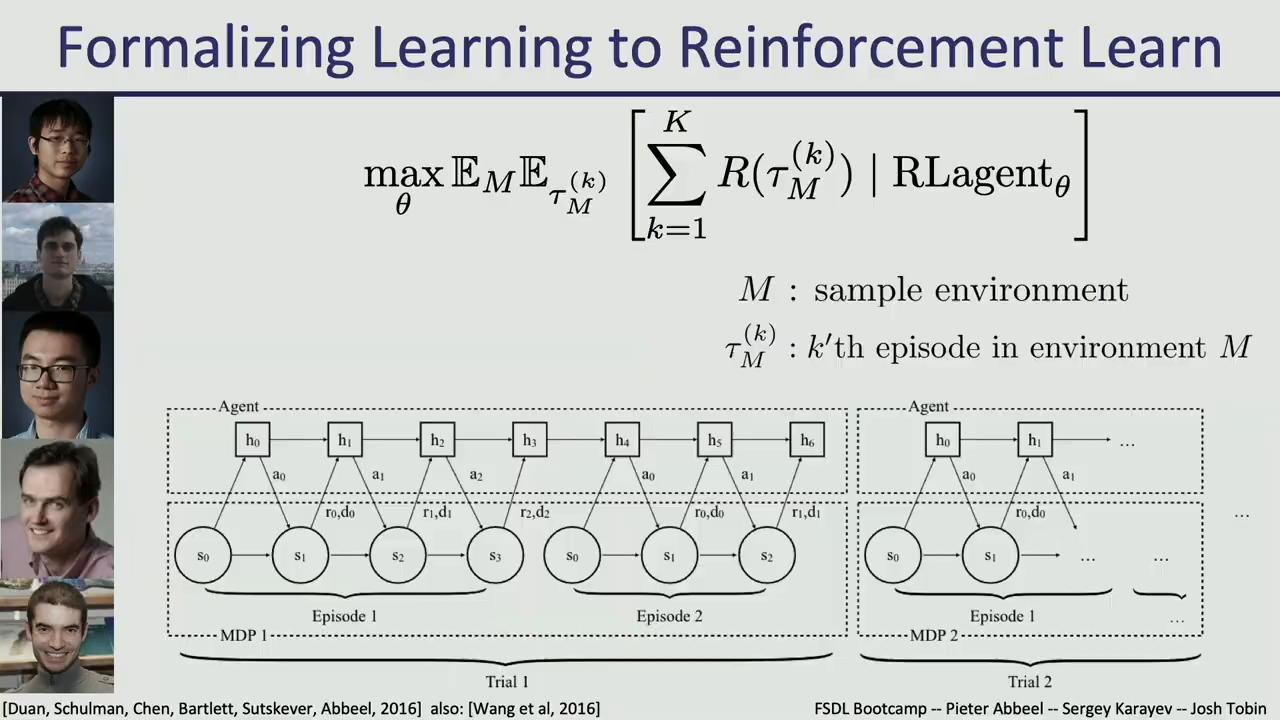 Formalizing Learning to Reinforcement Learn
max_θ 𝔼_M 𝔼_{τ_M^{(k)}} [ ∑_{k=1}^{K} R(τ_M^{(k)}) | RLagent_θ ]
M : sample environment
τ_M^{(k)} : k′th episode in environment M
Agent Agent
h₀ h₁ h₂ h₃ h₄ h₅ h₆ h₀ h₁ ...
a₀ a₁ a₂ a₀ a₁ a₀ a₁
r₀,d₀ r₁,d₁ r₂,d₂ r₀,d₀ r₁,d₁ r₀,d₀ ...
s₀ s₁ s₂ s₃ s₀ s₁ s₂ s₀ s₁ ... ...
Episode 1 Episode 2 Episode 1 ...
MDP 1 MDP 2
Trial 1 Trial 2
[Duan, Schulman, Chen, Bartlett, Sutskever, Abbeel, 2016] also: [Wang et al, 2016]
FSDL Bootcamp -- Pieter Abbeel -- Sergey Karayev -- Josh Tobin